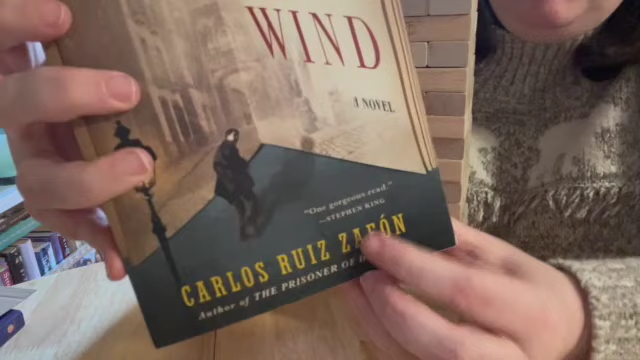 WIND
A NOVEL
"One gorgeous read."
—STEPHEN KING
CARLOS RUIZ ZAFÓN
Author of THE PRISONER OF